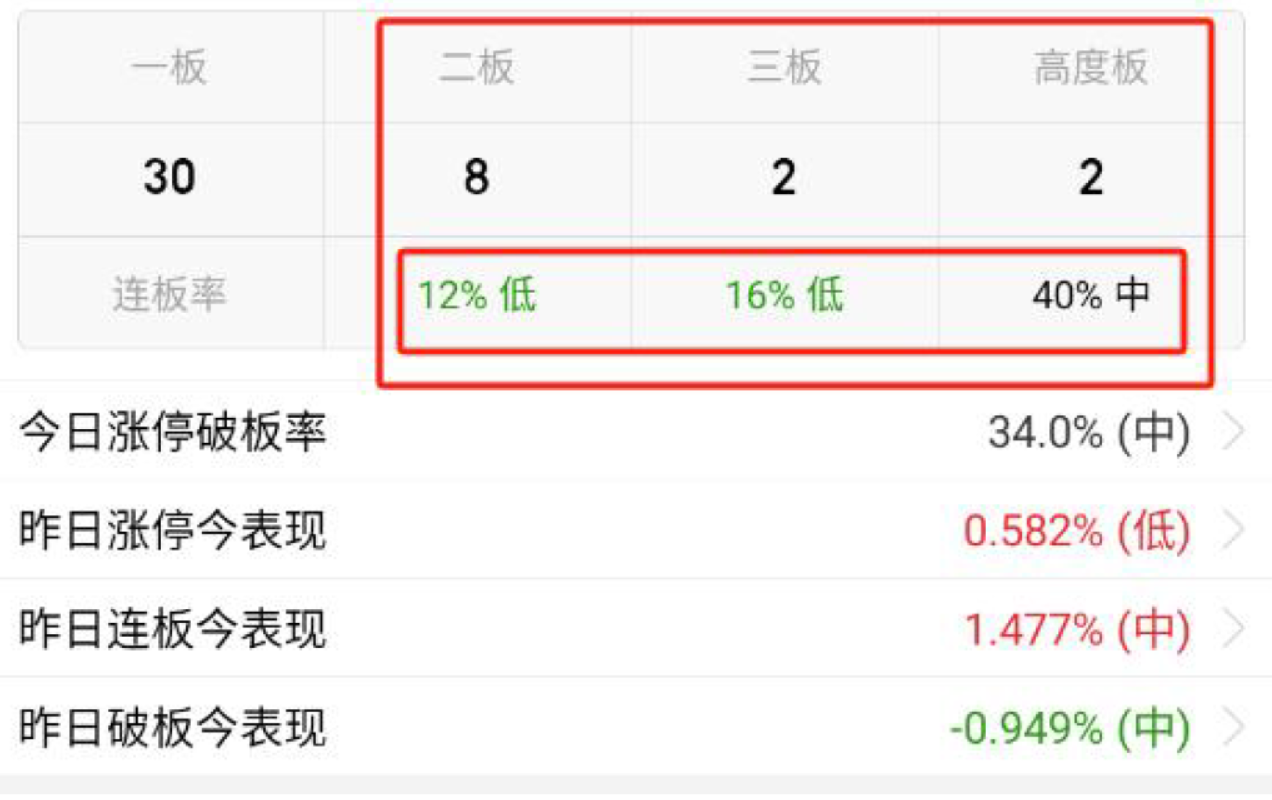 一板 二板 三板 高度板
30 8 2 2
连板率 12% 低 16% 低 40% 中
今日涨停破板率 34.0% (中)
昨日涨停今表现 0.582% (低)
昨日连板今表现 1.477% (中)
昨日破板今表现 -0.949% (中)